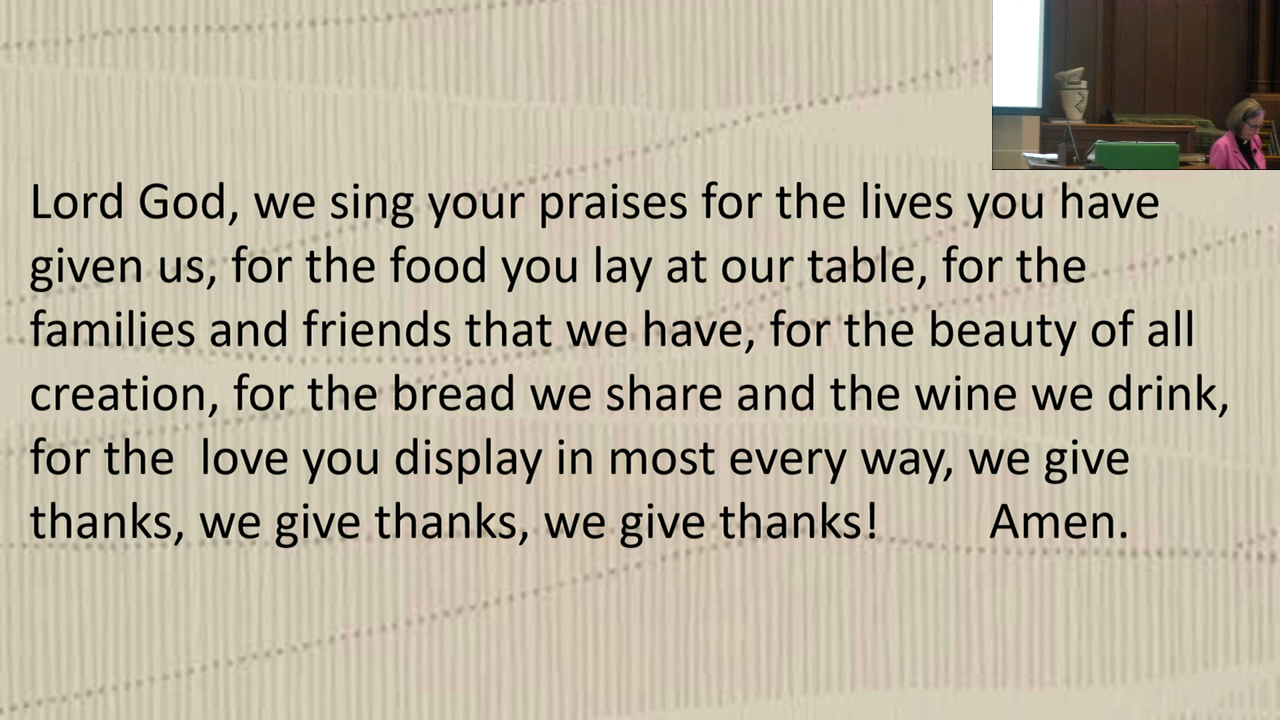 Lord God, we sing your praises for the lives you have
given us, for the food you lay at our table, for the
families and friends that we have, for the beauty of all
creation, for the bread we share and the wine we drink,
for the  love you display in most every way, we give
thanks, we give thanks, we give thanks!          Amen.